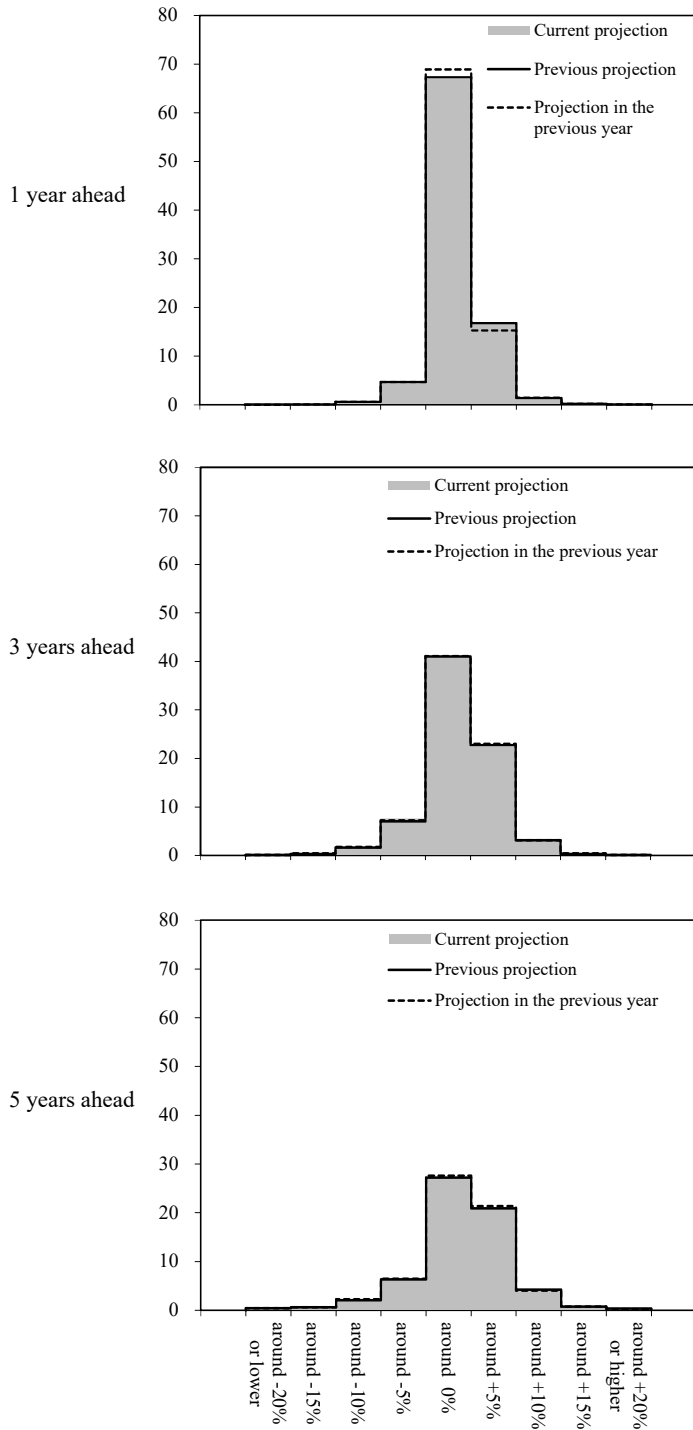 80
70
60
50
40
30
20
10
0
Current projection
Previous projection
Projection in the
previous year
1 year ahead
80
70
60
50
40
30
20
10
0
Current projection
Previous projection
Projection in the previous year
3 years ahead
80
70
60
50
40
30
20
10
0
Current projection
Previous projection
Projection in the previous year
5 years ahead
around -20%
or lower
around -15%
around -10%
around -5%
around 0%
around +5%
around +10%
around +15%
around +20%
or higher